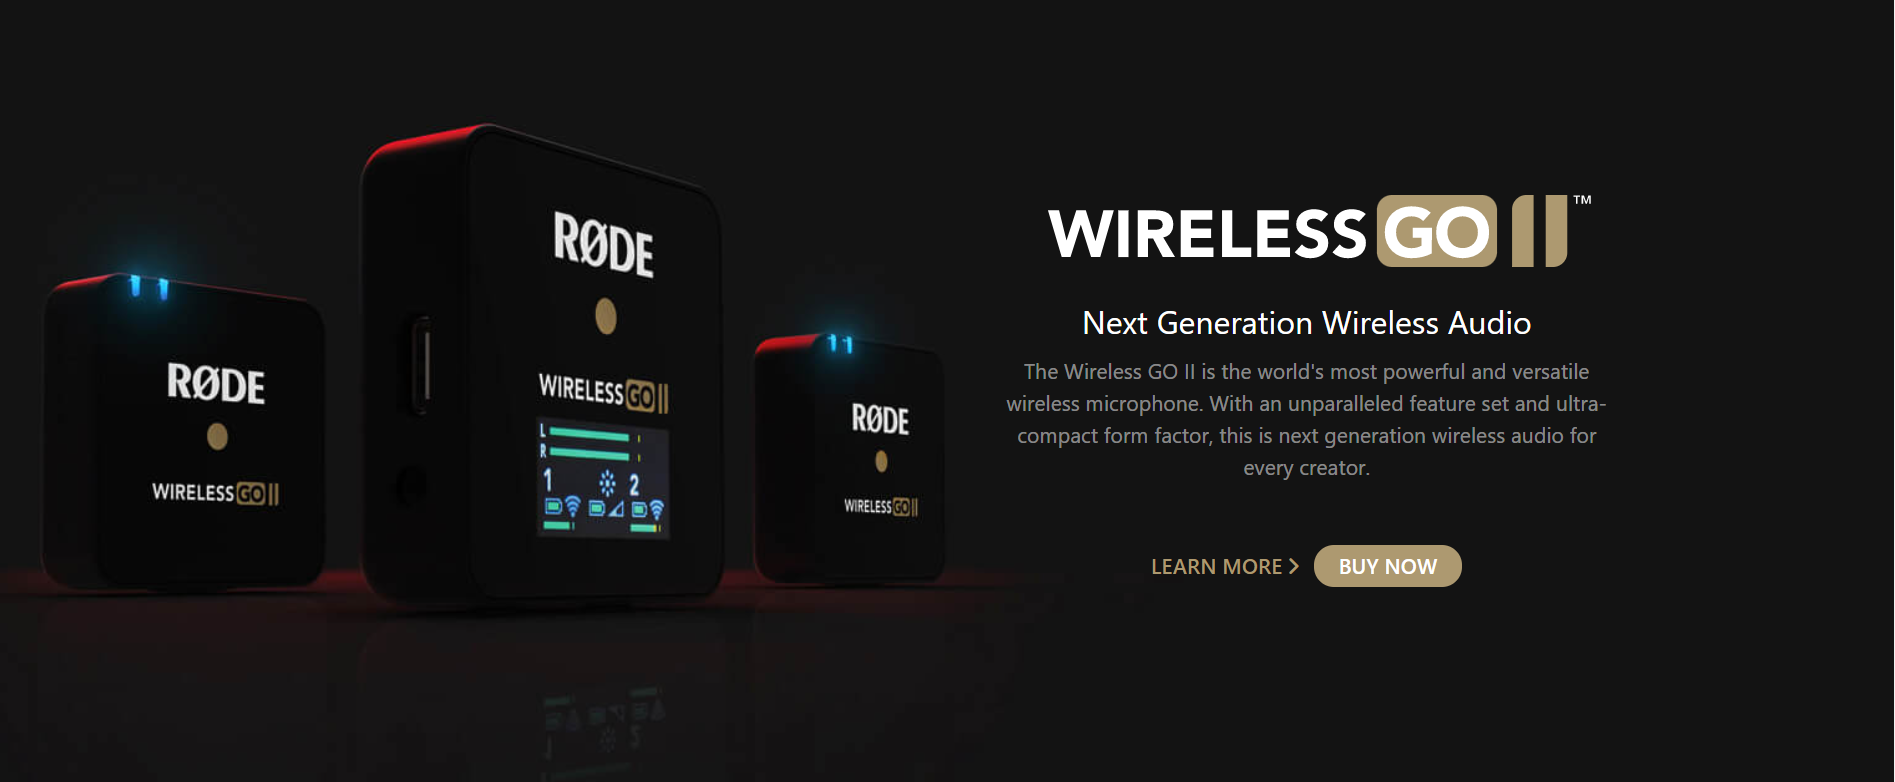 RØDE
WIRELESS GO II
RØDE
WIRELESS GO II
L
R
1 2
RØDE
WIRELESS GO II
WIRELESS GO II™
Next Generation Wireless Audio
The Wireless GO II is the world's most powerful and versatile
wireless microphone. With an unparalleled feature set and ultra-
compact form factor, this is next generation wireless audio for
every creator.
LEARN MORE
BUY NOW